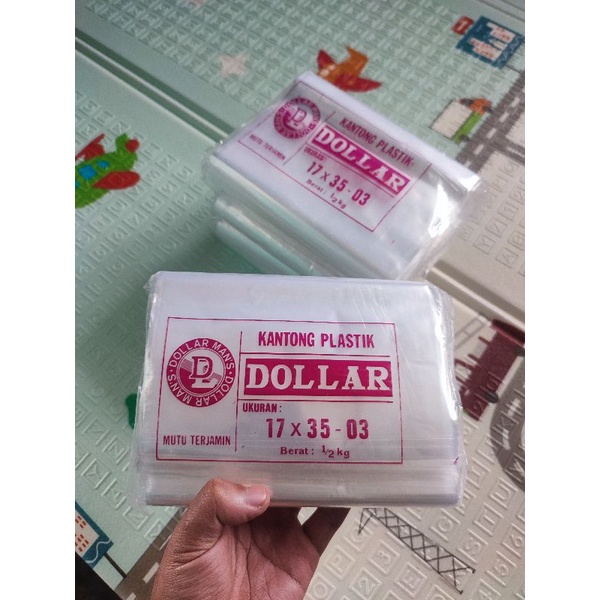 KANTONG PLASTIK
DOLLAR
UKURAN :
17 x 35 - 03
Berat : 1/2 kg
MUTU TERJAMIN
DOLLAR MAN'S · DOLLAR MAN'S ·
DL
KANTONG PLASTIK
DOLLAR
UKURAN :
17 x 35 - 03
Berat : 1/2 kg
MUTU TERJAMIN